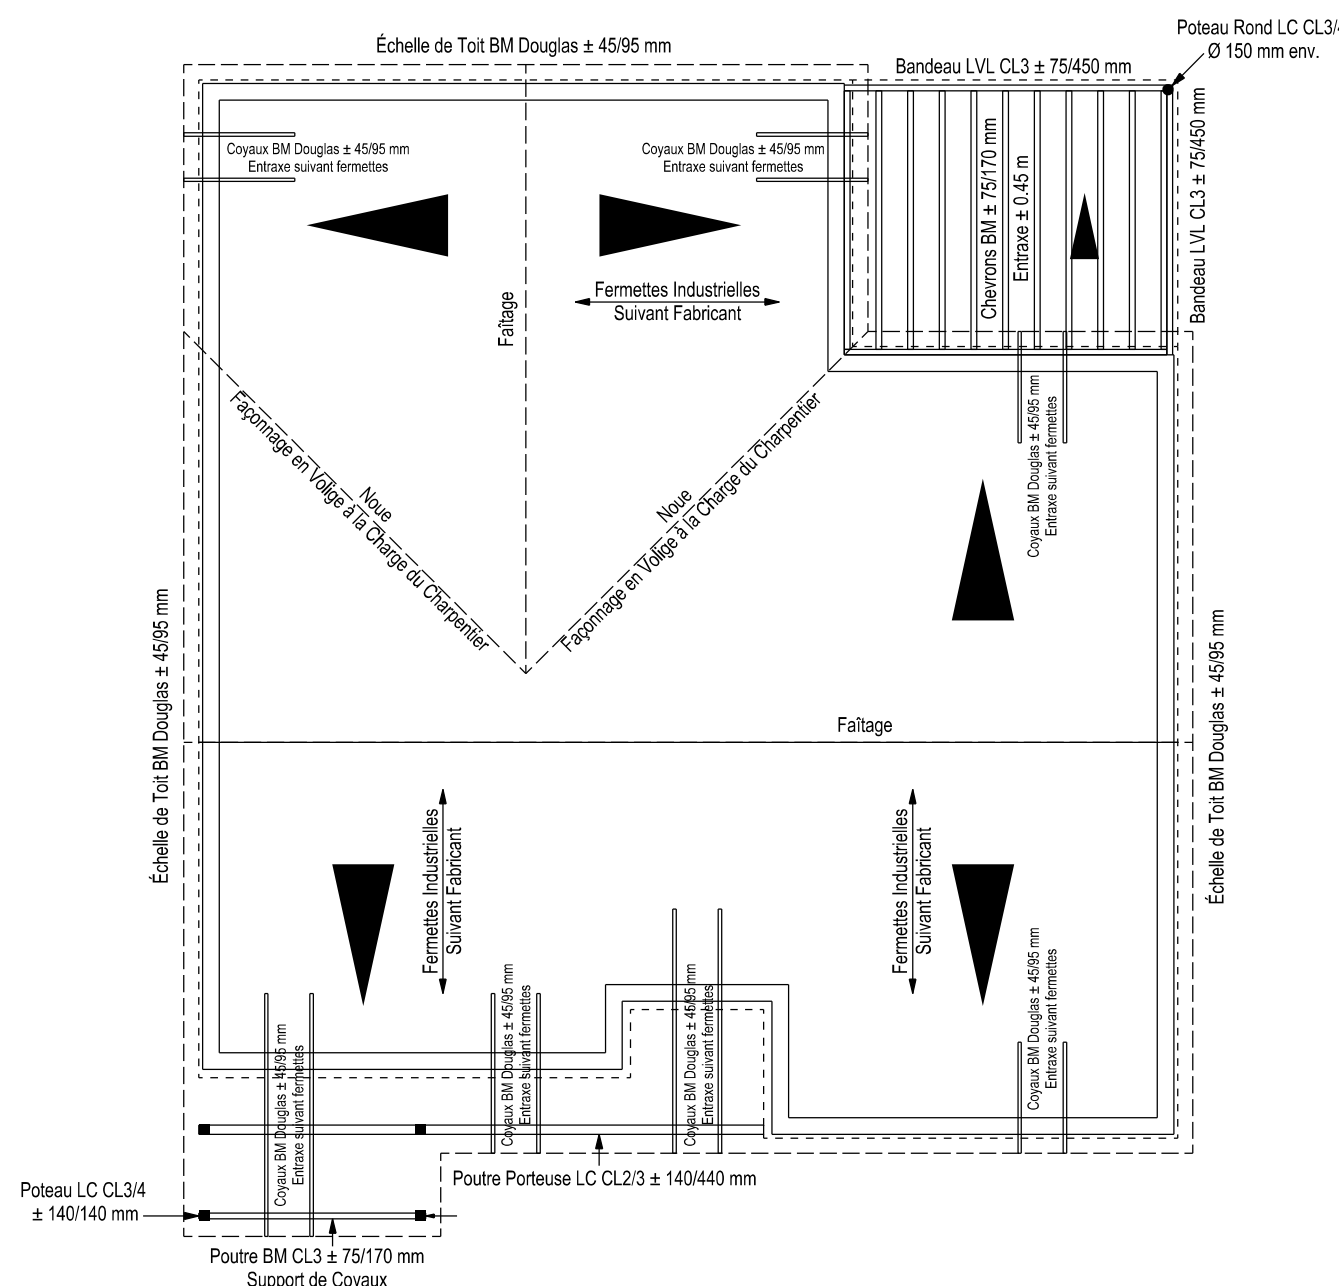 Poteau Rond LC CL3/4
Ø 150 mm env.
Échelle de Toit BM Douglas ± 45/95 mm
Bandeau LVL CL3 ± 75/450 mm
Bandeau LVL CL3 ± 75/450 mm
Coyaux BM Douglas ± 45/95 mm
Entraxe suivant fermettes
Coyaux BM Douglas ± 45/95 mm
Entraxe suivant fermettes
Chevrons BM ± 75/170 mm
Entraxe ± 0.45 m
Faîtage
Fermettes Industrielles
Suivant Fabricant
Noue
Façonnage en Volige à la Charge du Charpentier
Noue
Façonnage en Volige à la Charge du Charpentier
Coyaux BM Douglas ± 45/95 mm
Entraxe suivant fermettes
Échelle de Toit BM Douglas ± 45/95 mm
Échelle de Toit BM Douglas ± 45/95 mm
Faîtage
Fermettes Industrielles
Suivant Fabricant
Fermettes Industrielles
Suivant Fabricant
Coyaux BM Douglas ± 45/95 mm
Entraxe suivant fermettes
Coyaux BM Douglas ± 45/95 mm
Entraxe suivant fermettes
Coyaux BM Douglas ± 45/95 mm
Entraxe suivant fermettes
Coyaux BM Douglas ± 45/95 mm
Entraxe suivant fermettes
Poutre Porteuse LC CL2/3 ± 140/440 mm
Poteau LC CL3/4
± 140/140 mm
Poutre BM CL3 ± 75/170 mm
Support de Coyaux